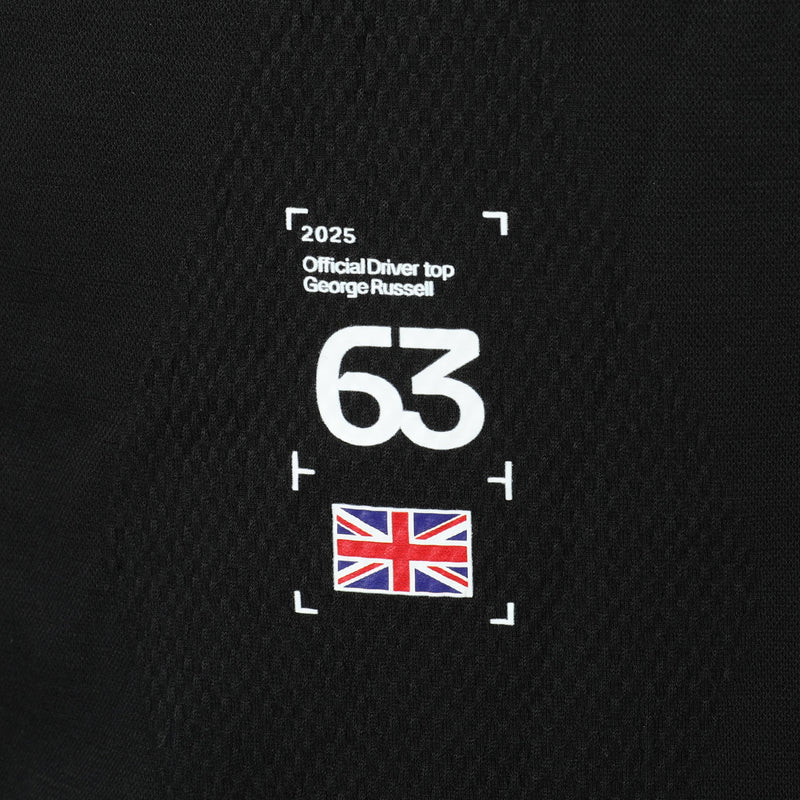 2025
Official Driver top
George Russell
63